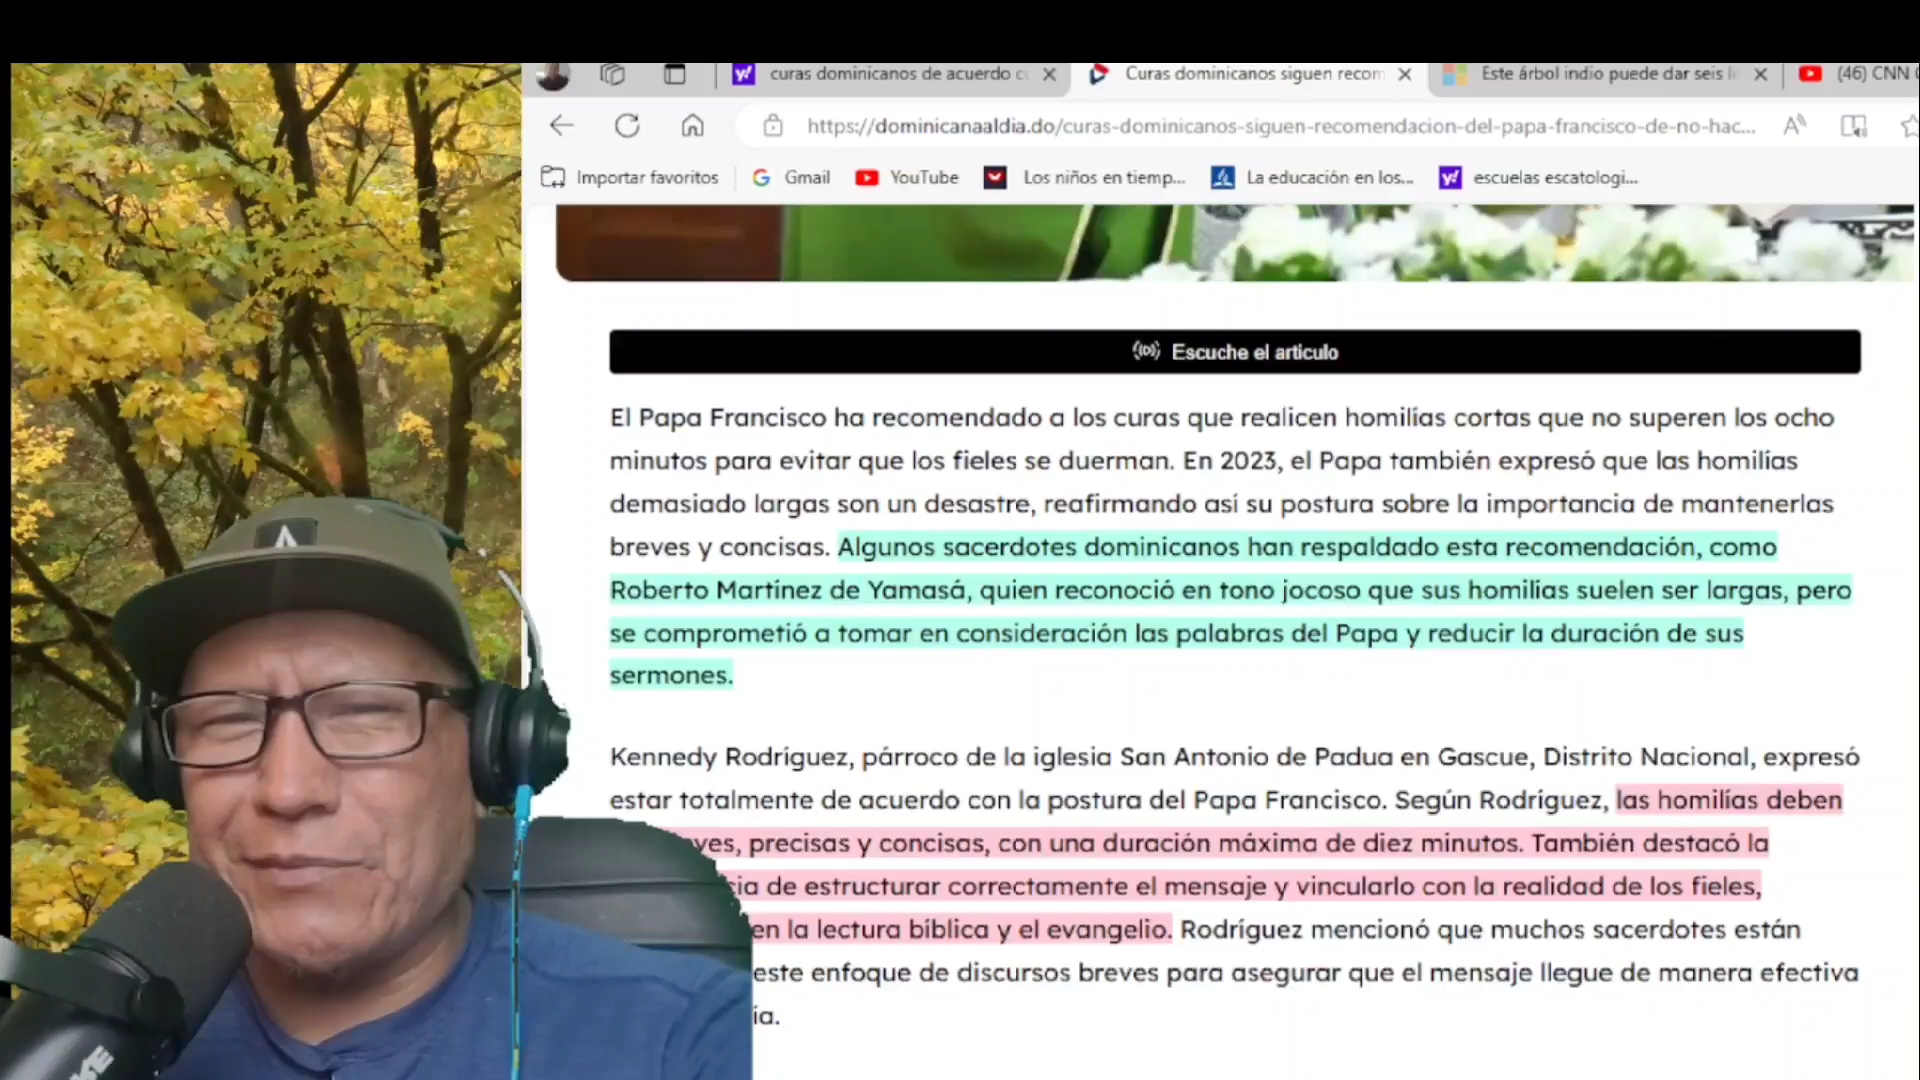 curas dominicanos de acuerdo
Curas dominicanos siguen recom
Este árbol indio puede dar seis
(46) CNN
https://dominicanaaldia.do/curas-dominicanos-siguen-recomendacion-del-papa-francisco-de-no-hac...
Importar favoritos
Gmail
YouTube
Los niños en tiemp...
La educación en los...
escuelas escatologi...
Escuche el articulo
El Papa Francisco ha recomendado a los curas que realicen homilías cortas que no superen los ocho
minutos para evitar que los fieles se duerman. En 2023, el Papa también expresó que las homilías
demasiado largas son un desastre, reafirmando así su postura sobre la importancia de mantenerlas
breves y concisas. Algunos sacerdotes dominicanos han respaldado esta recomendación, como
Roberto Martínez de Yamasá, quien reconoció en tono jocoso que sus homilías suelen ser largas, pero
se comprometió a tomar en consideración las palabras del Papa y reducir la duración de sus
sermones.
Kennedy Rodríguez, párroco de la iglesia San Antonio de Padua en Gascue, Distrito Nacional, expresó
estar totalmente de acuerdo con la postura del Papa Francisco. Según Rodríguez, las homilías deben
ves, precisas y concisas, con una duración máxima de diez minutos. También destacó la
cia de estructurar correctamente el mensaje y vincularlo con la realidad de los fieles,
en la lectura bíblica y el evangelio. Rodríguez mencionó que muchos sacerdotes están
este enfoque de discursos breves para asegurar que el mensaje llegue de manera efectiva
ía.